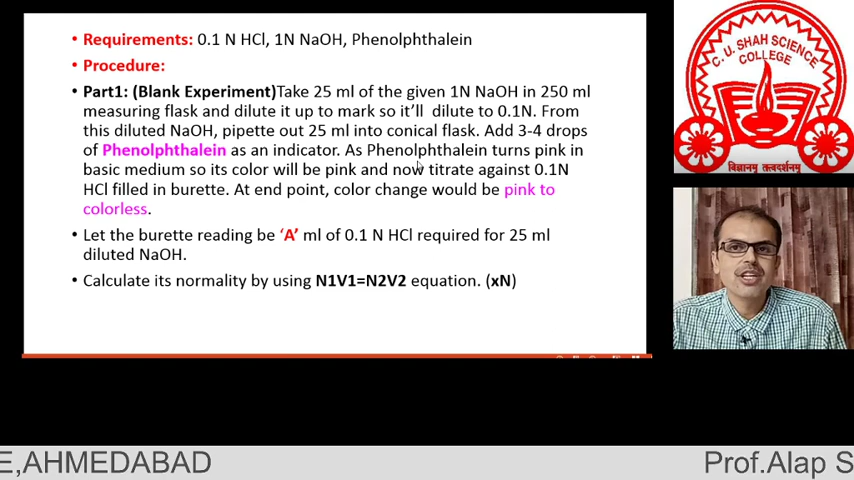 Requirements: 0.1 N HCl, 1N NaOH, Phenolphthalein
Procedure:
Part1: (Blank Experiment)Take 25 ml of the given 1N NaOH in 250 ml
measuring flask and dilute it up to mark so it'll dilute to 0.1N. From
this diluted NaOH, pipette out 25 ml into conical flask. Add 3-4 drops
of Phenolphthalein as an indicator. As Phenolphthalein turns pink in
basic medium so its color will be pink and now titrate against 0.1N
HCl filled in burette. At end point, color change would be pink to
colorless.
Let the burette reading be 'A' ml of 0.1 N HCl required for 25 ml
diluted NaOH.
Calculate its normality by using N1V1=N2V2 equation. (xN)
C. U. SHAH SCIENCE
COLLEGE
विज्ञानम् तत्वदर्शनम्
E,AHMEDABAD
Prof.Alap S